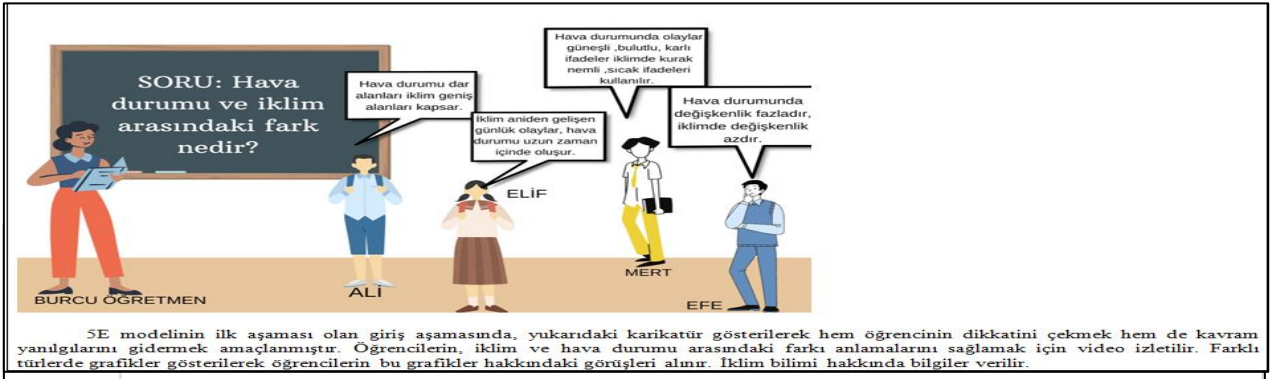 SORU: Hava
durumu ve iklim
arasındaki fark
nedir?
Hava durumu dar
alanları iklim geniş
alanları kapsar.
İklim aniden gelişen
günlük olaylar, hava
durumu uzun zaman
içinde oluşur.
Hava durumunda olaylar
güneşli ,bulutlu, karlı
ifadeler iklimde kurak
nemli ,sıcak ifadeleri
kullanılır.
Hava durumunda
değişkenlik fazladır,
iklimde değişkenlik
azdır.
BURCU ÖĞRETMEN
ALİ
ELİF
MERT
EFE
5E modelinin ilk aşaması olan giriş aşamasında, yukarıdaki karikatür gösterilerek hem öğrencinin dikkatini çekmek hem de kavram
yanılgılarını gidermek amaçlanmıştır. Öğrencilerin, iklim ve hava durumu arasındaki farkı anlamalarını sağlamak için video izletilir. Farklı
türlerde grafikler gösterilerek öğrencilerin bu grafikler hakkındaki görüşleri alınır. İklim bilimi hakkında bilgiler verilir.